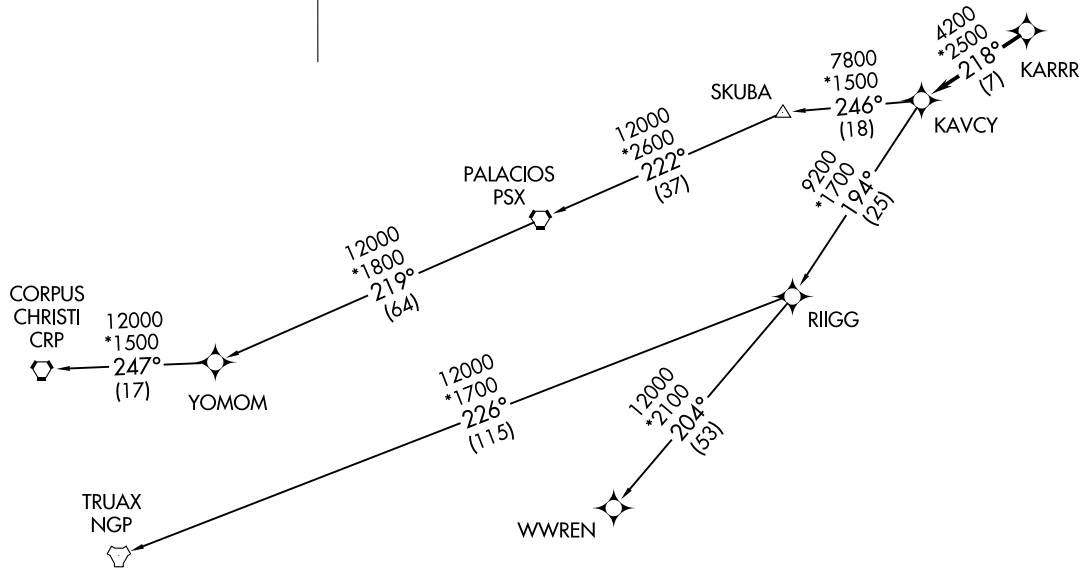 4200
*2500
218°
(7)
KARRR
7800
*1500
246°
(18)
SKUBA
KAVCY
12000
*2600
222°
(37)
PALACIOS
PSX
9200
*1700
194°
(25)
12000
*1800
219°
(64)
CORPUS
CHRISTI
CRP
12000
*1500
247°
(17)
YOMOM
RIIGG
12000
*1700
226°
(115)
12000
*2100
204°
(53)
TRUAX
NGP
WWREN